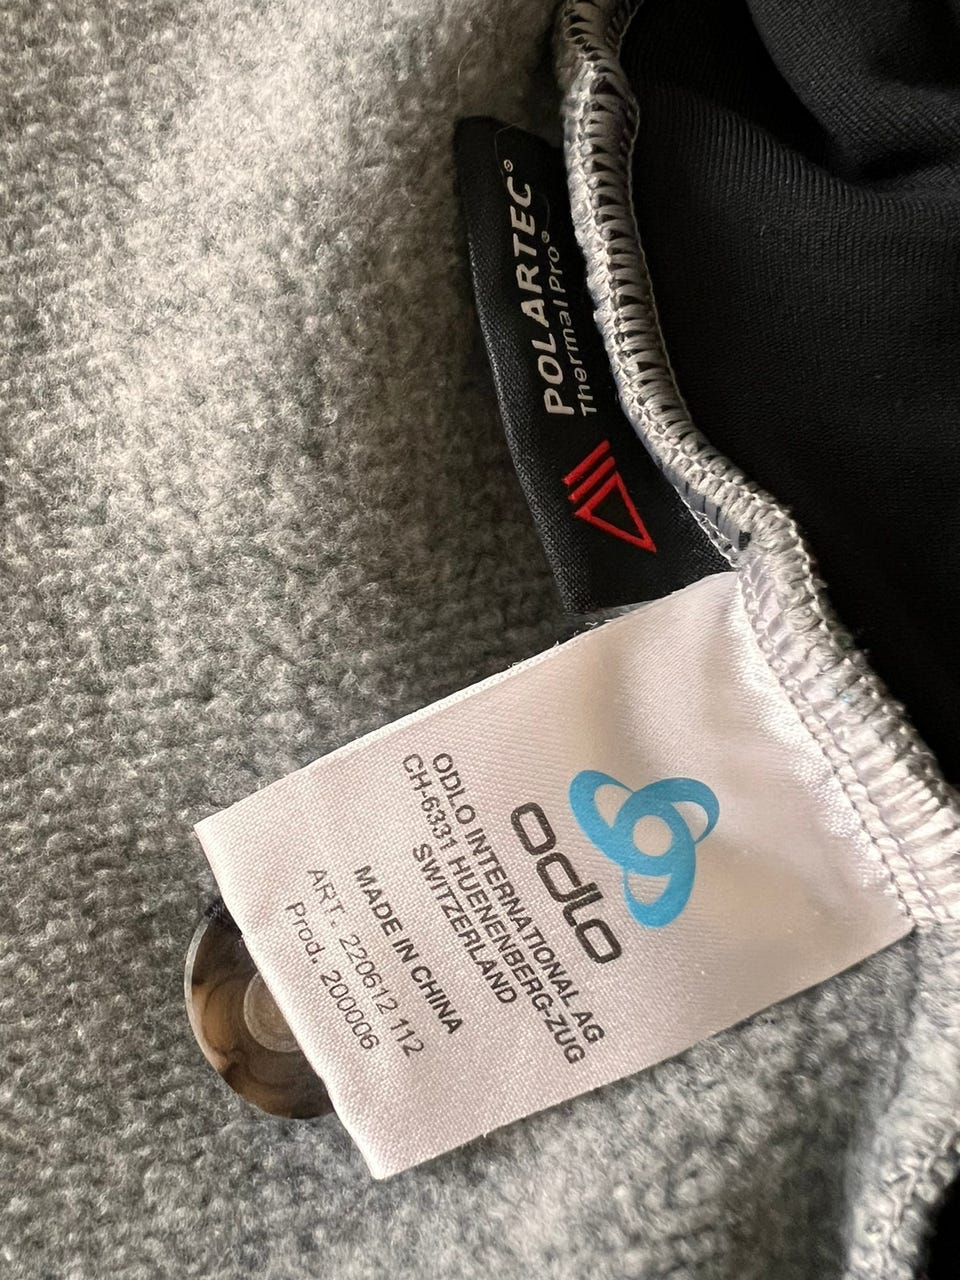 POLARTEC®
Thermal Pro®
odlo
ODLO INTERNATIONAL AG
CH-6331 HUENENBERG-ZUG
SWITZERLAND
MADE IN CHINA
ART. 220612 112
Prod. 200006